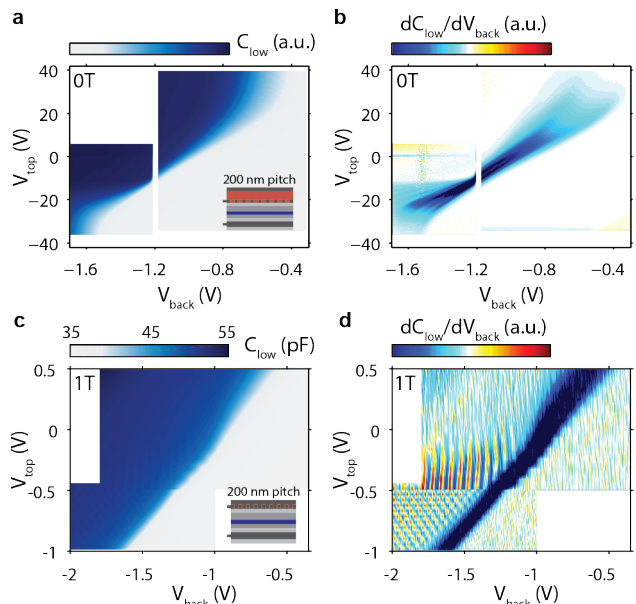 a
C_low (a.u.)
0T
40
20
0
−20
−40
V_top (V)
200 nm pitch
−1.6 −1.2 −0.8 −0.4
V_back (V)
b
dC_low/dV_back (a.u.)
0T
40
20
0
−20
−40
V_top (V)
−1.6 −1.2 −0.8 −0.4
V_back (V)
c
35 45 55
C_low (pF)
1T
0.5
0
−0.5
−1
V_top (V)
200 nm pitch
−2 −1.5 −1 −0.5
V_back (V)
d
dC_low/dV_back (a.u.)
1T
0.5
0
−0.5
−1
V_top (V)
−2 −1.5 −1 −0.5
V_back (V)